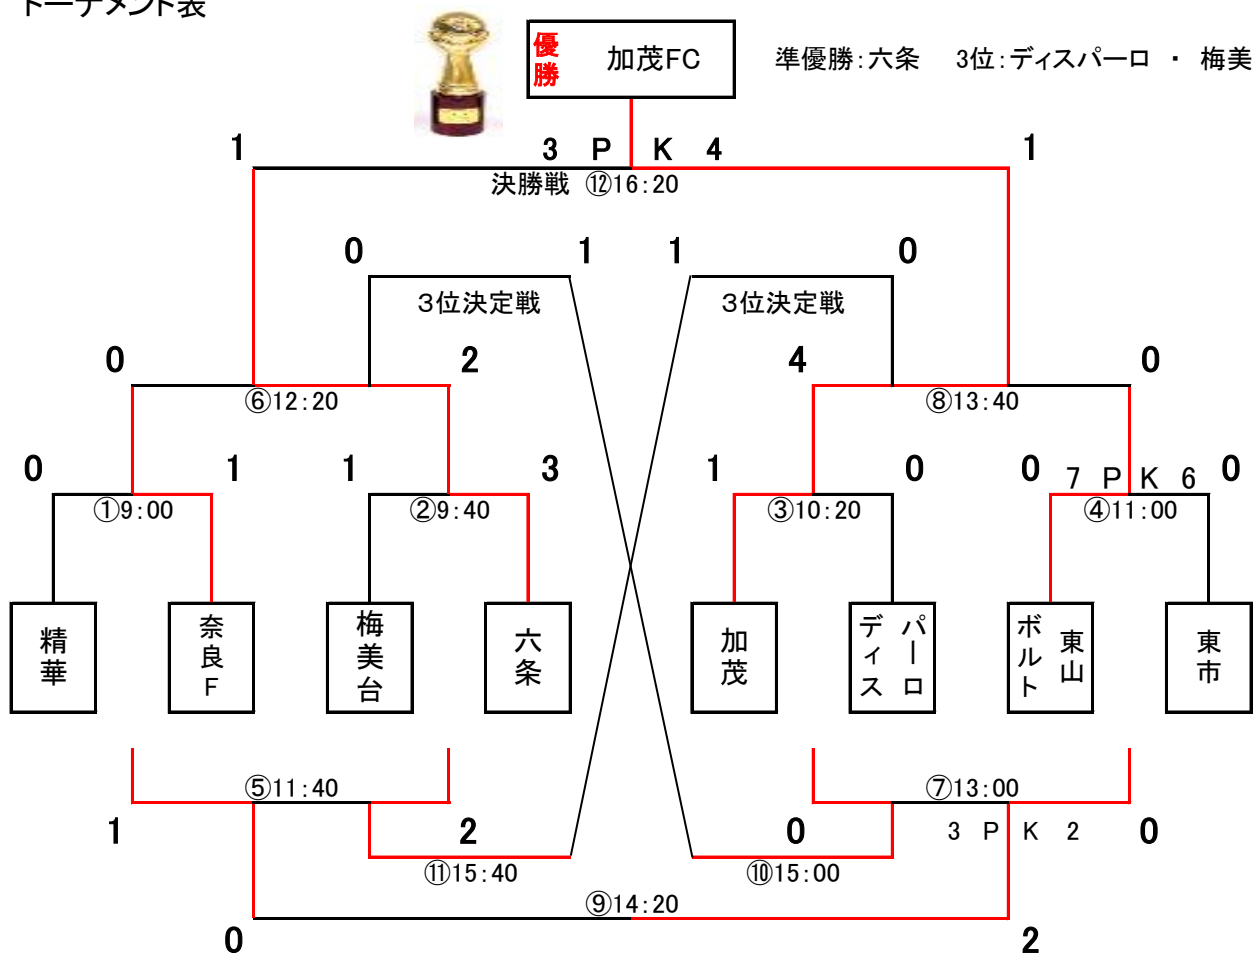 トーナメント表
優勝 加茂FC 準優勝:六条 3位:ディスパーロ ・ 梅美
1 3 P K 4 1
決勝戦 ⑫16:20
0 1 1 0
3位決定戦 3位決定戦
0 2 4 0
⑥12:20 ⑧13:40
0 1 1 3 1 0 0 7 P K 6 0
①9:00 ②9:40 ③10:20 ④11:00
精華 奈良F 梅美台 六条 加茂 ディスパーロ ボルト東山 東市
⑤11:40 ⑦13:00
1 2 0 3 P K 2 0
⑪15:40 ⑩15:00
⑨14:20
0 2